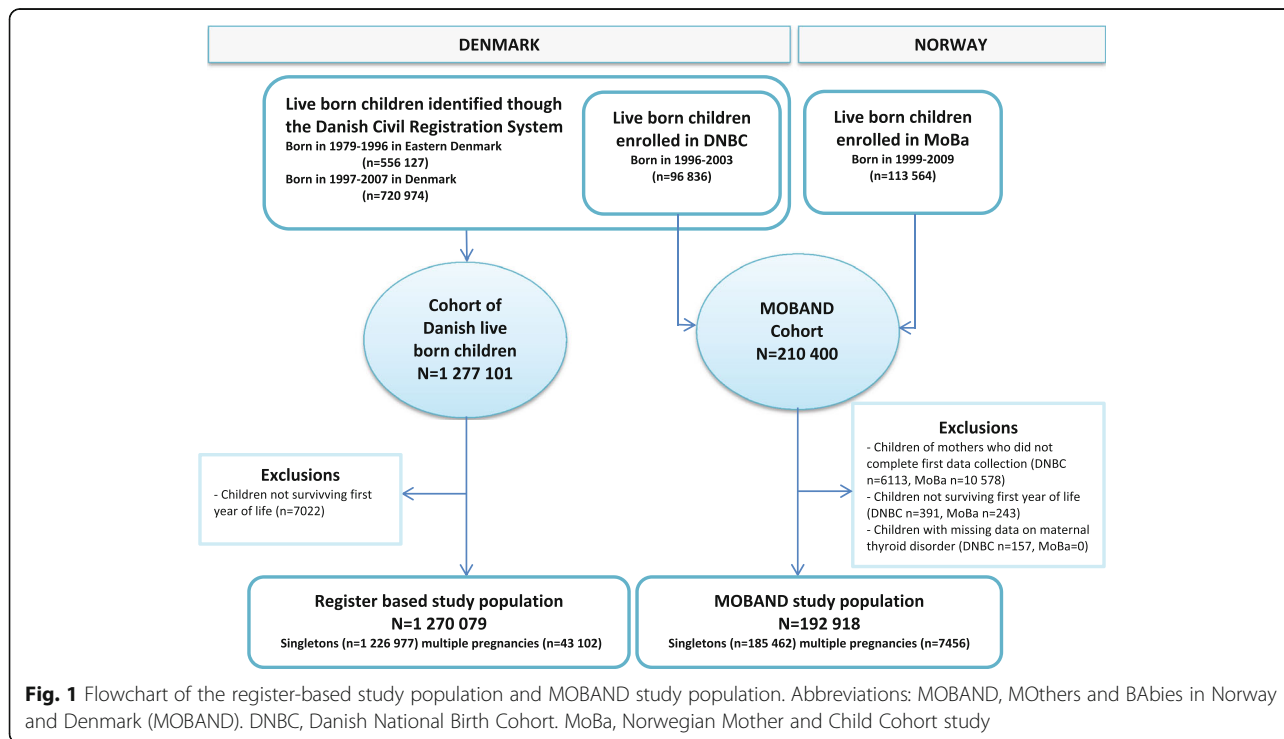 DENMARK
NORWAY
Live born children identified though
the Danish Civil Registration System
Born in 1979-1996 in Eastern Denmark
(n=556 127)
Born in 1997-2007 in Denmark
(n=720 974)
Live born children
enrolled in DNBC
Born in 1996-2003
(n=96 836)
Live born children
enrolled in MoBa
Born in 1999-2009
(n=113 564)
Cohort of
Danish live
born children
N=1 277 101
MOBAND
Cohort
N=210 400
Exclusions
- Children not survivving first
year of life (n=7022)
Exclusions
- Children of mothers who did not
complete first data collection (DNBC
n=6113, MoBa n=10 578)
- Children not surviving first year of life
(DNBC n=391, MoBa n=243)
- Children with missing data on maternal
thyroid disorder (DNBC n=157, MoBa=0)
Register based study population
N=1 270 079
Singletons (n=1 226 977) multiple pregnancies (n=43 102)
MOBAND study population
N=192 918
Singletons (n=185 462) multiple pregnancies (n=7456)
Fig. 1 Flowchart of the register-based study population and MOBAND study population. Abbreviations: MOBAND, MOthers and BAbies in Norway
and Denmark (MOBAND). DNBC, Danish National Birth Cohort. MoBa, Norwegian Mother and Child Cohort study